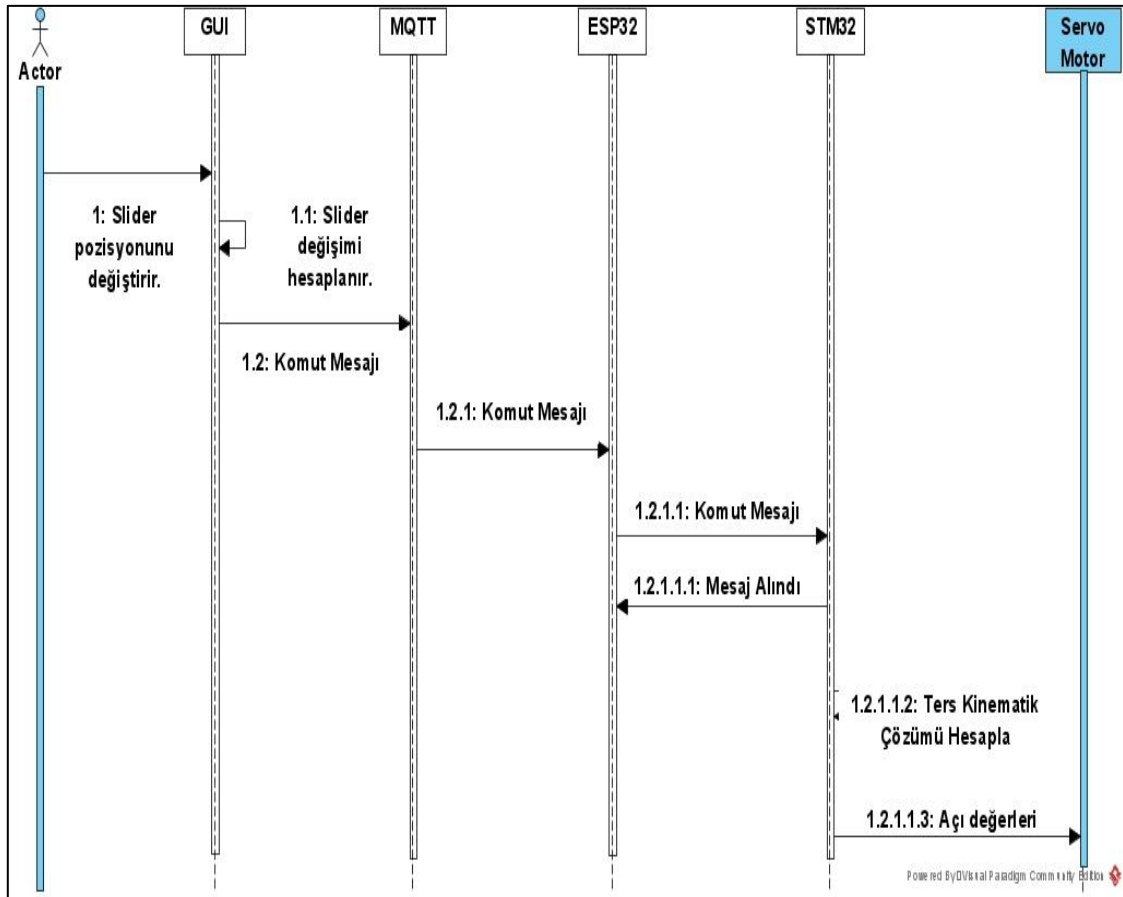 GUI
MQTT
ESP32
STM32
Servo
Motor
Actor
1: Slider
pozisyonunu
değiştirir.
1.1: Slider
değişimi
hesaplanır.
1.2: Komut Mesajı
1.2.1: Komut Mesajı
1.2.1.1: Komut Mesajı
1.2.1.1.1: Mesaj Alındı
1.2.1.1.2: Ters Kinematik
Çözümü Hesapla
1.2.1.1.3: Açı değerleri
Powered By Visual Paradigm Community Edition